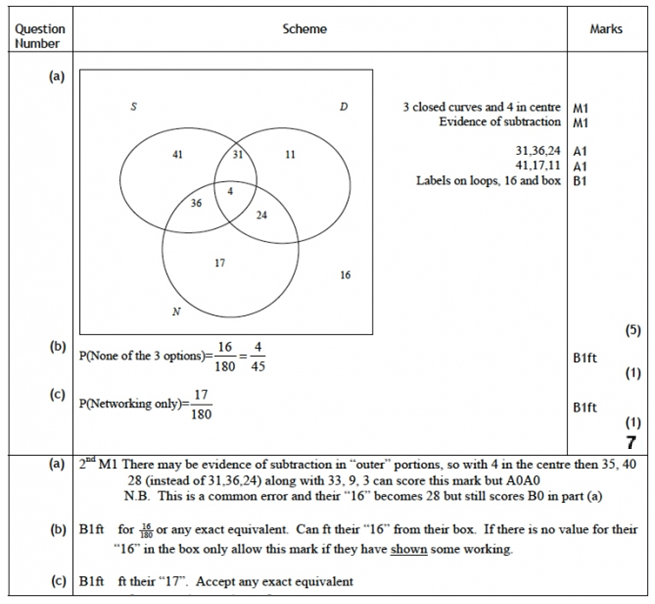 Question Number Scheme Marks
(a)
S D
3 closed curves and 4 in centre M1
Evidence of subtraction M1
41 31 11
31,36,24 A1
41,17,11 A1
Labels on loops, 16 and box B1
4
36
24
17
16
N
(5)
(b) P(None of the 3 options)=16/180=4/45 B1ft
(1)
(c) P(Networking only)=17/180 B1ft
(1)
7
(a) 2nd M1 There may be evidence of subtraction in “outer” portions, so with 4 in the centre then 35, 40
28 (instead of 31,36,24) along with 33, 9, 3 can score this mark but A0A0
N.B. This is a common error and their “16” becomes 28 but still scores B0 in part (a)
(b) B1ft for 16/180 or any exact equivalent. Can ft their “16” from their box. If there is no value for their
“16” in the box only allow this mark if they have shown some working.
(c) B1ft ft their “17”. Accept any exact equivalent